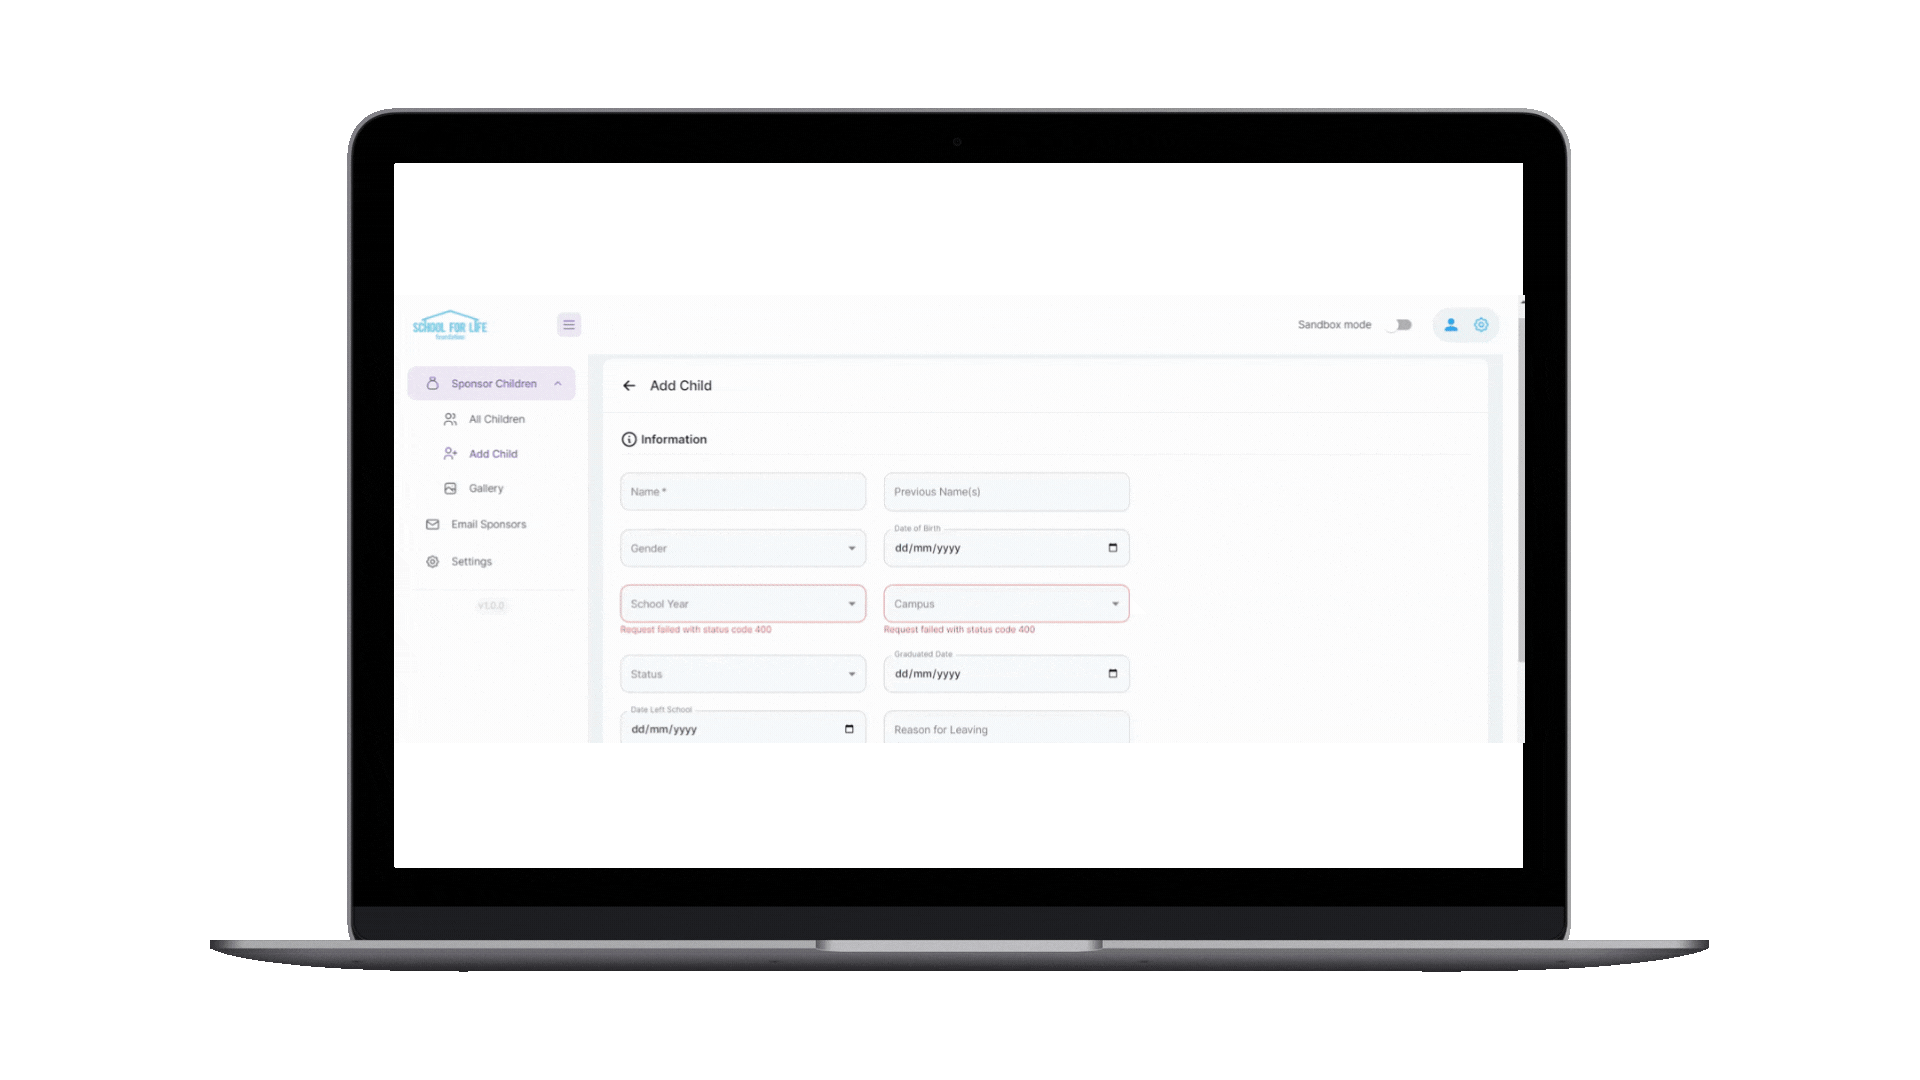 SCHOOL FOR LIFE
foundation
Sandbox mode
Sponsor Children
All Children
Add Child
Gallery
Email Sponsors
Settings
v1.0.0
Add Child
Information
Name *
Previous Name(s)
Gender
Date of Birth
dd/mm/yyyy
School Year
Request failed with status code 400
Campus
Request failed with status code 400
Status
Graduated Date
dd/mm/yyyy
Date Left School
dd/mm/yyyy
Reason for Leaving